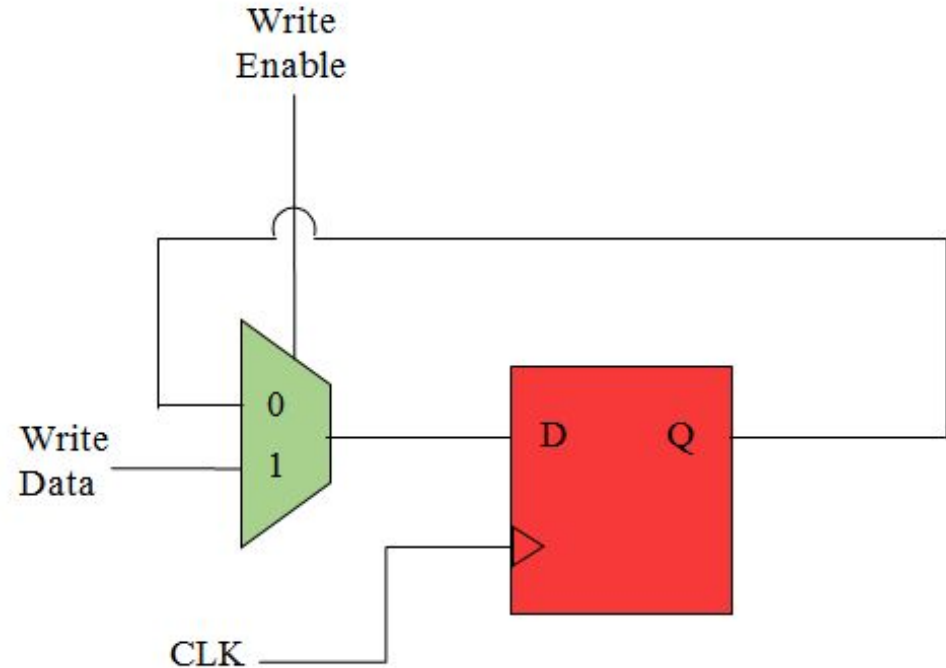 Write
Enable
0
Write
Data
1
D
Q
CLK